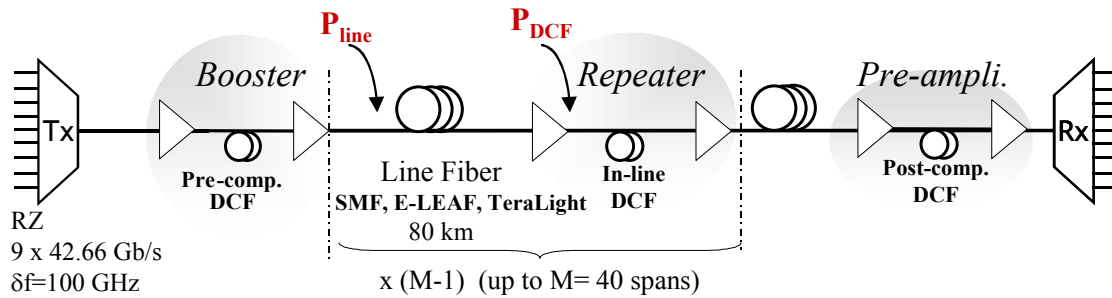 P_line
P_DCF
Booster
Repeater
Pre-ampli.
Tx
Rx
Pre-comp.
DCF
Line Fiber
SMF, E-LEAF, TeraLight
80 km
In-line
DCF
Post-comp.
DCF
RZ
9 x 42.66 Gb/s
δf=100 GHz
x (M-1) (up to M= 40 spans)